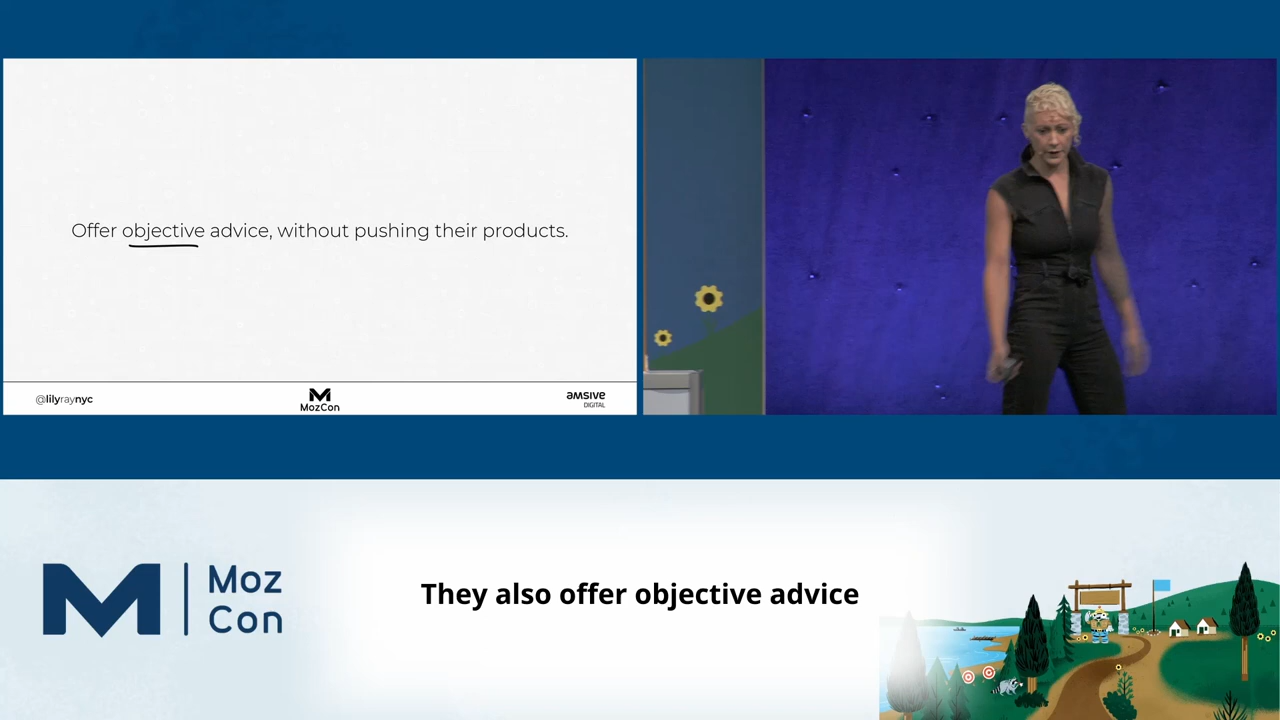 Offer objective advice, without pushing their products.
@lilyraynyc
MozCon
amsive
DIGITAL
Moz
Con
They also offer objective advice